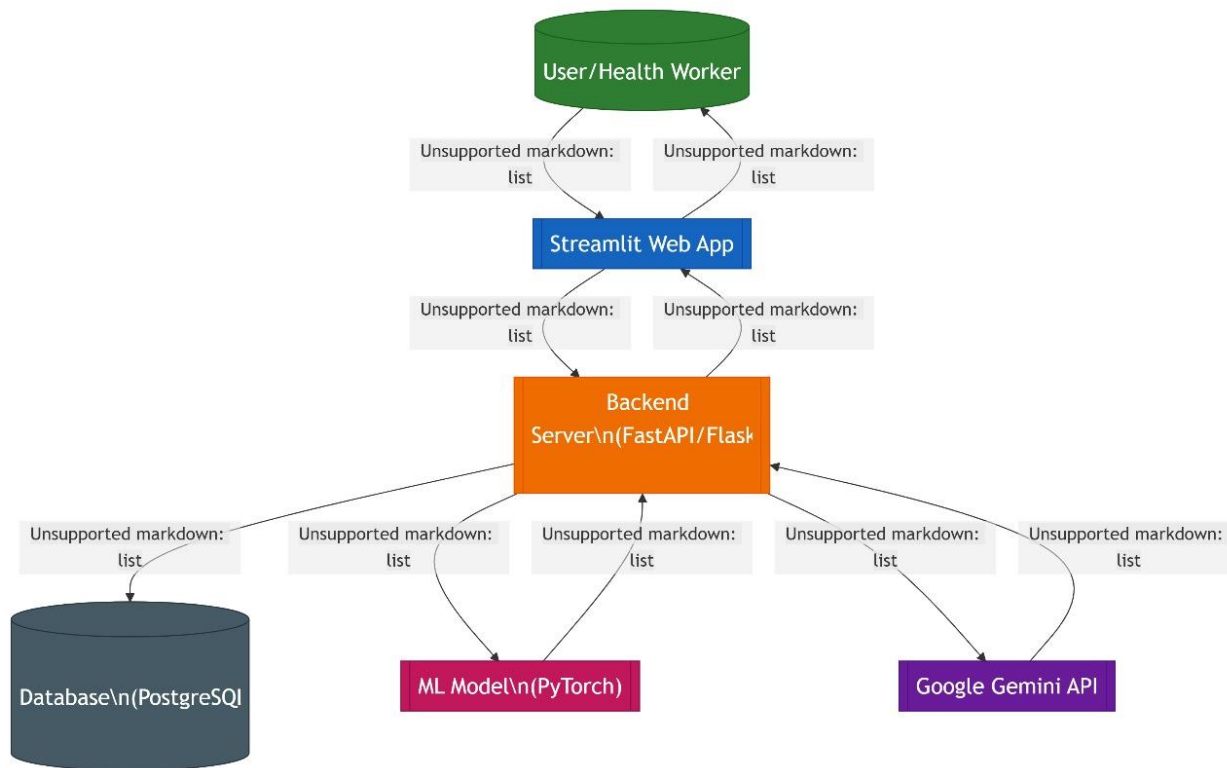 User/Health Worker
Unsupported markdown:
list
Unsupported markdown:
list
Streamlit Web App
Unsupported markdown:
list
Unsupported markdown:
list
Backend
Server\n(FastAPI/Flask
Unsupported markdown:
list
Unsupported markdown:
list
Unsupported markdown:
list
Unsupported markdown:
list
Unsupported markdown:
list
Database\n(PostgreSQl
ML Model\n(PyTorch)
Google Gemini API